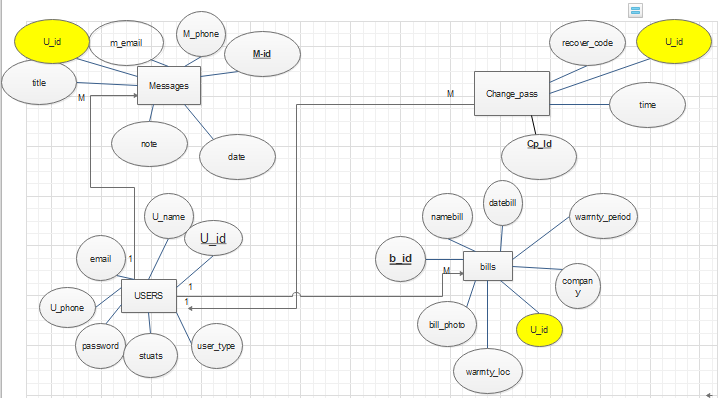 U_id
m_email
M_phone
M-id
title
Messages
M
note
date
recover_code
U_id
M
Change_pass
time
Cp_Id
U_name
U_id
email
1
USERS
1
1
U_phone
password
stuats
user_type
namebill
datebill
warrnty_period
b_id
bills
M
compan
y
bill_photo
U_id
warrnty_loc